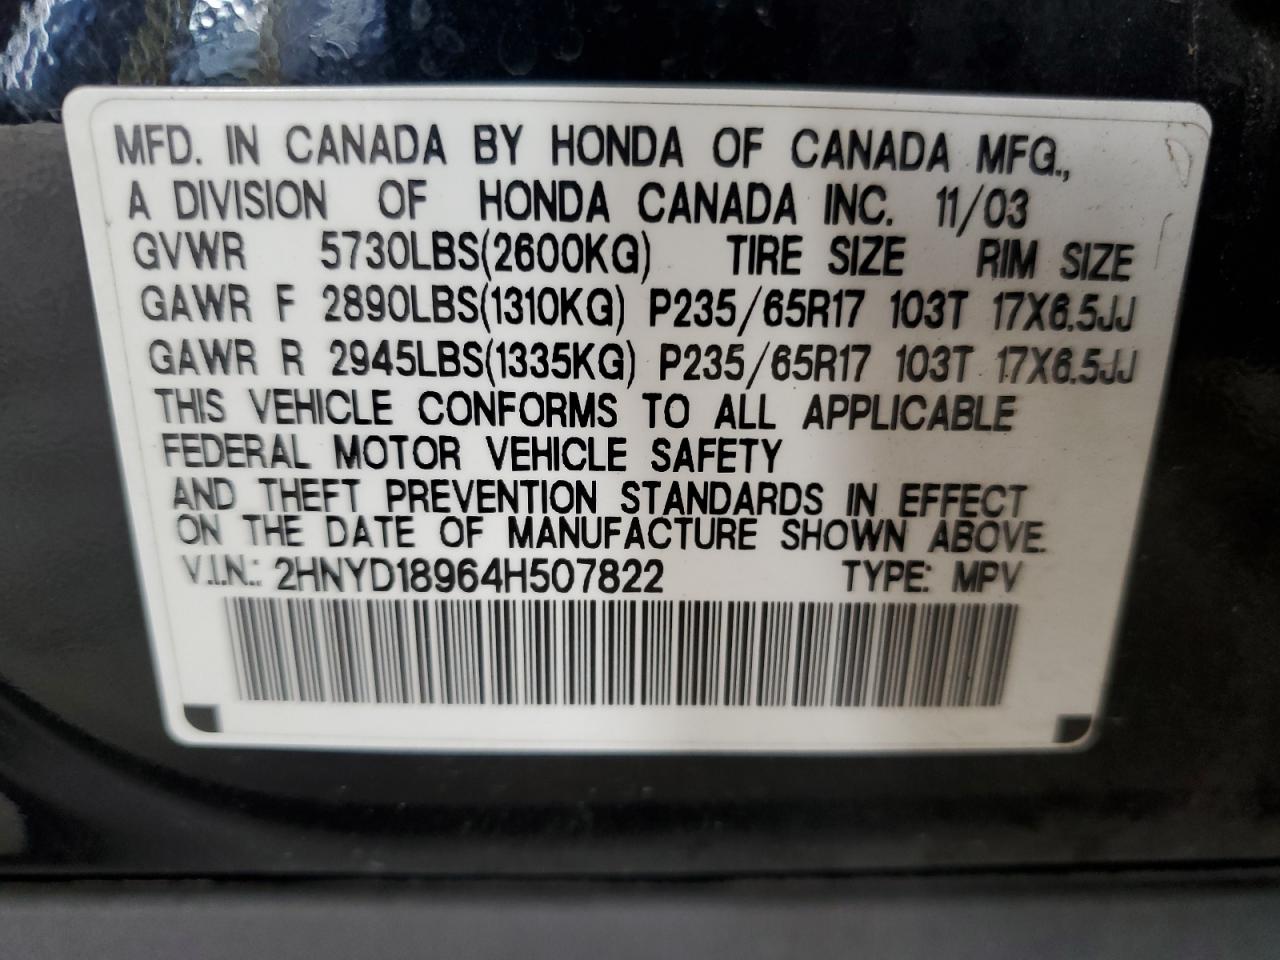 MFD. IN CANADA BY HONDA OF CANADA MFG.,
A DIVISION OF HONDA CANADA INC. 11/03
GVWR 5730LBS(2600KG) TIRE SIZE RIM SIZE
GAWR F 2890LBS(1310KG) P235/65R17 103T 17X6.5JJ
GAWR R 2945LBS(1335KG) P235/65R17 103T 17X6.5JJ
THIS VEHICLE CONFORMS TO ALL APPLICABLE
FEDERAL MOTOR VEHICLE SAFETY
AND THEFT PREVENTION STANDARDS IN EFFECT
ON THE DATE OF MANUFACTURE SHOWN ABOVE.
V.I.N.: 2HNYD18964H507822 TYPE: MPV